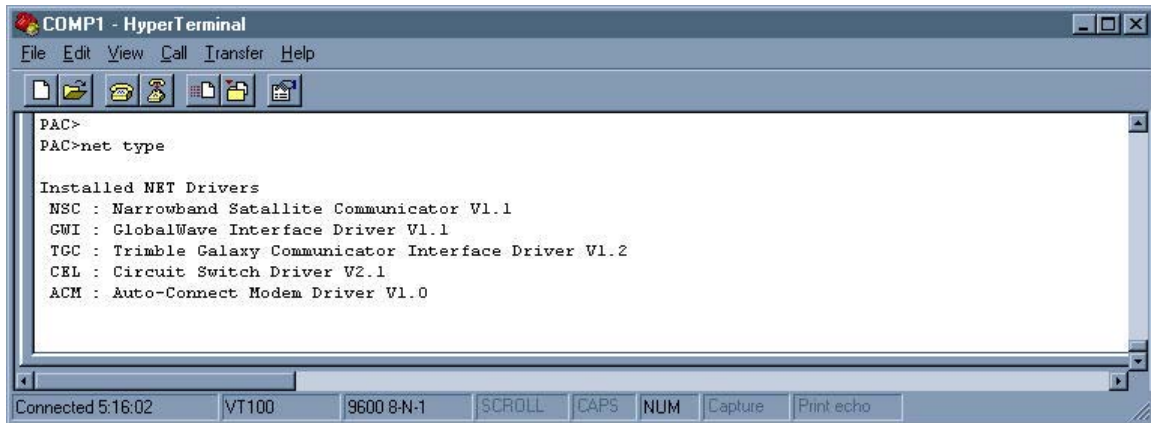 COMP1 - HyperTerminal
File Edit View Call Transfer Help
PAC>
PAC>net type
Installed NET Drivers
NSC : Narrowband Satallite Communicator V1.1
GWI : GlobalWave Interface Driver V1.1
TGC : Trimble Galaxy Communicator Interface Driver V1.2
CEL : Circuit Switch Driver V2.1
ACM : Auto-Connect Modem Driver V1.0
Connected 5:16:02 VT100 9600 8-N-1 SCROLL CAPS NUM Capture Print echo